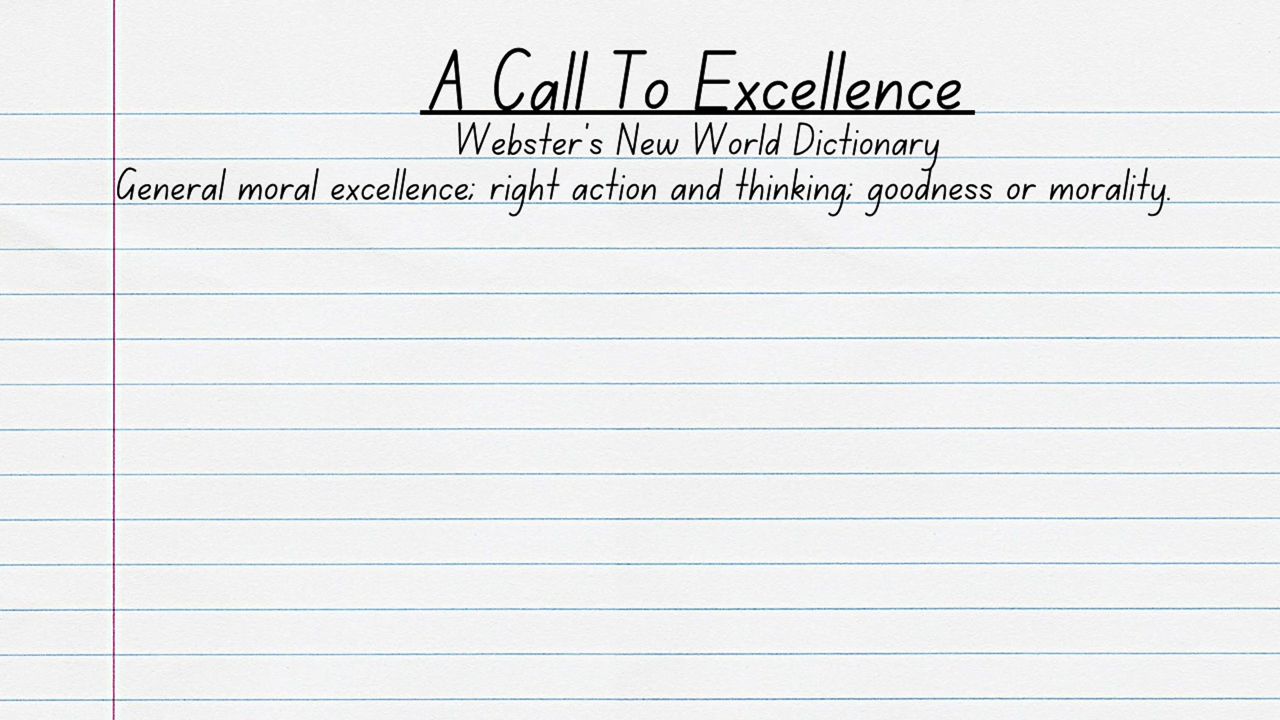 A Call To Excellence
Webster's New World Dictionary
General moral excellence; right action and thinking; goodness or morality.